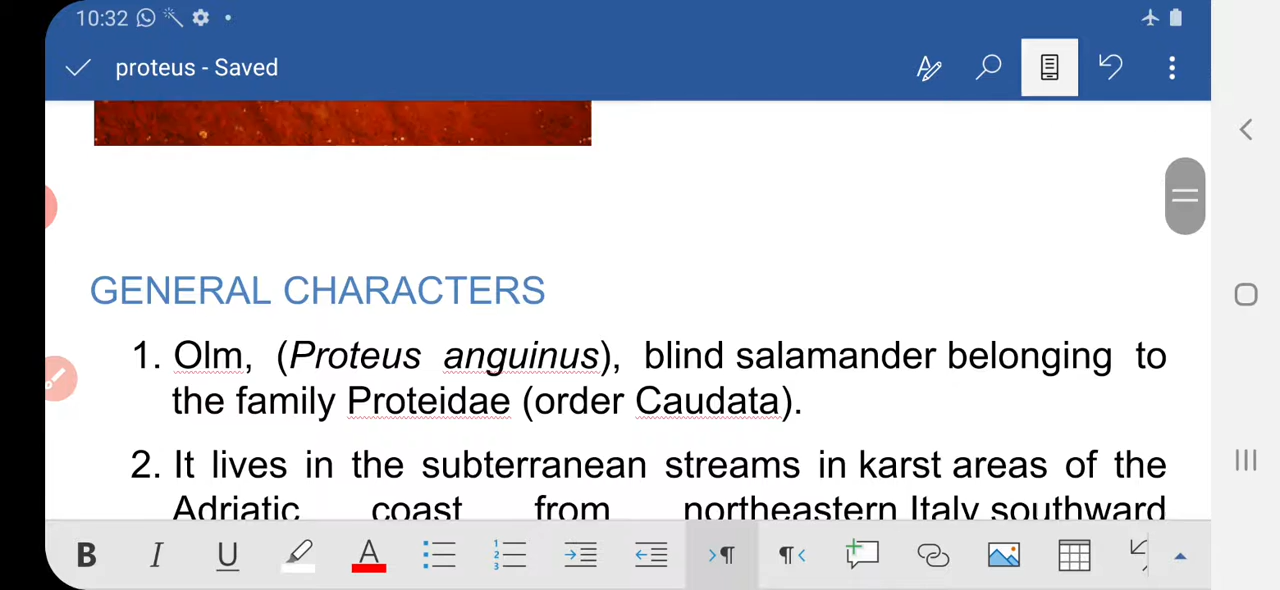 10:32
proteus - Saved
GENERAL CHARACTERS
1. Olm, (Proteus anguinus), blind salamander belonging to
the family Proteidae (order Caudata).
2. It lives in the subterranean streams in karst areas of the
Adriatic coast from northeastern Italy southward
B I U A